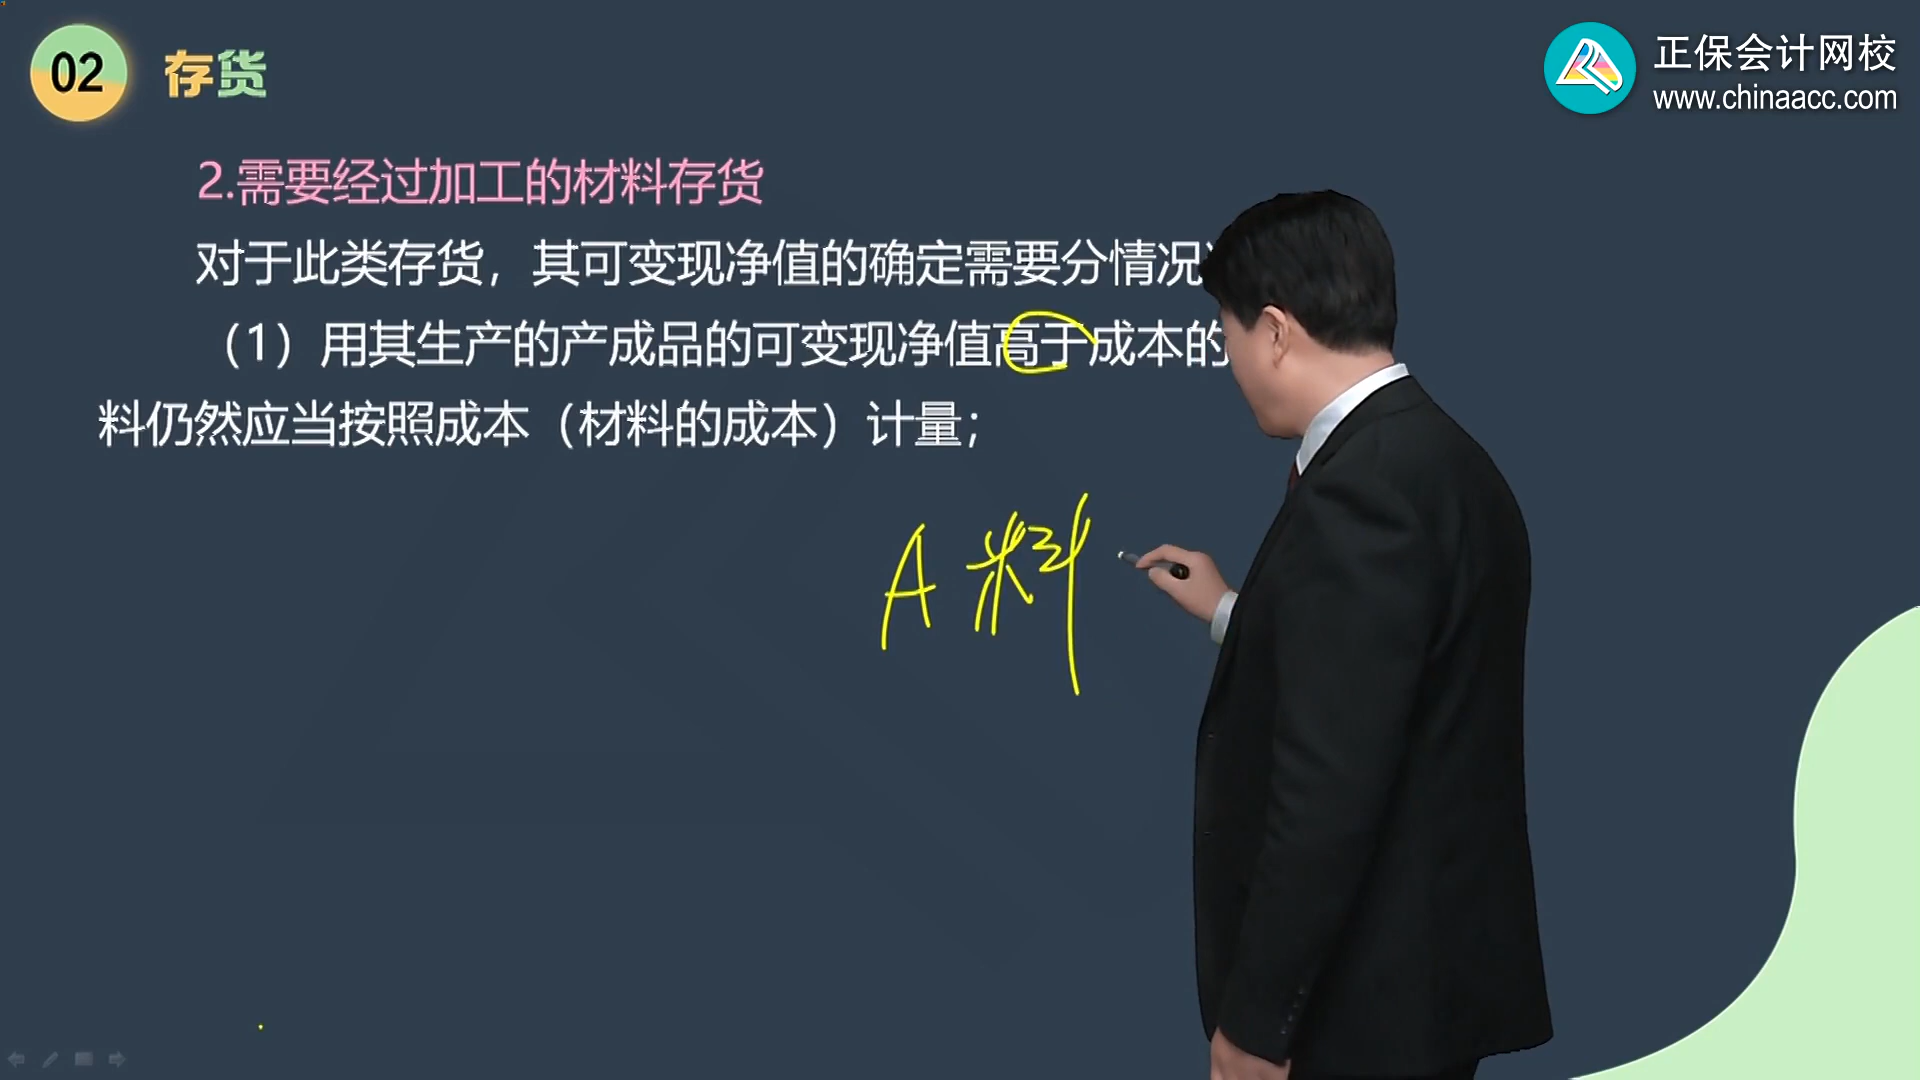 02 存货
正保会计网校
www.chinaacc.com
2.需要经过加工的材料存货
对于此类存货，其可变现净值的确定需要分情况
（1）用其生产的产成品的可变现净值高于成本的
料仍然应当按照成本（材料的成本）计量；
A 料